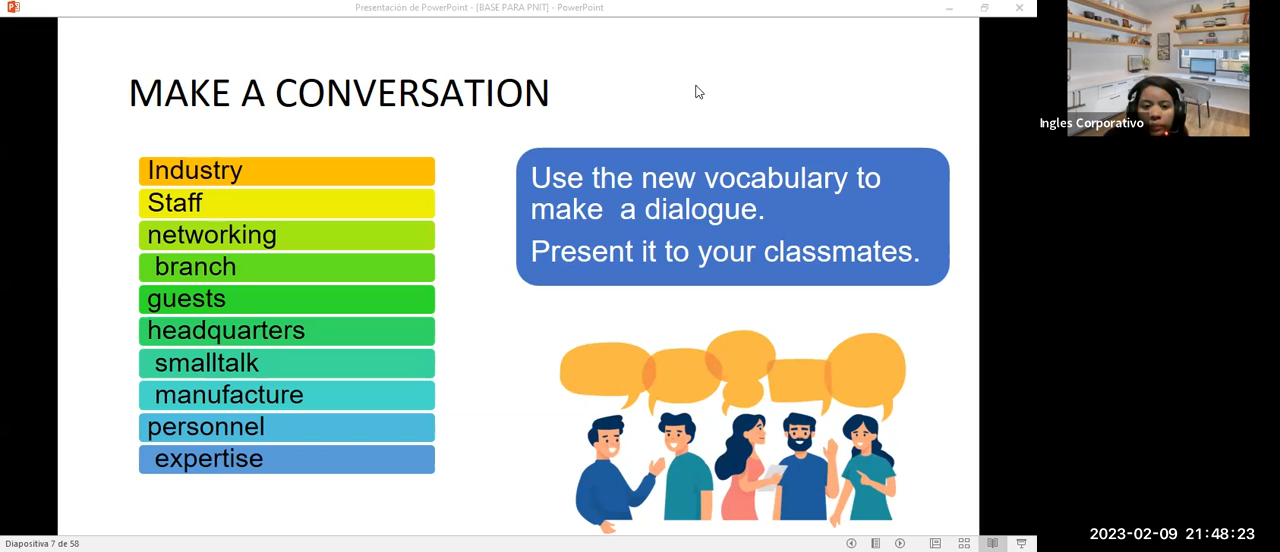 Presentación de PowerPoint - [BASE PARA PNIT] - PowerPoint
MAKE A CONVERSATION
Industry
Staff
networking
branch
guests
headquarters
smalltalk
manufacture
personnel
expertise
Use the new vocabulary to
make a dialogue.
Present it to your classmates.
Ingles Corporativo
Diapositiva 7 de 58
2023-02-09 21:48:23